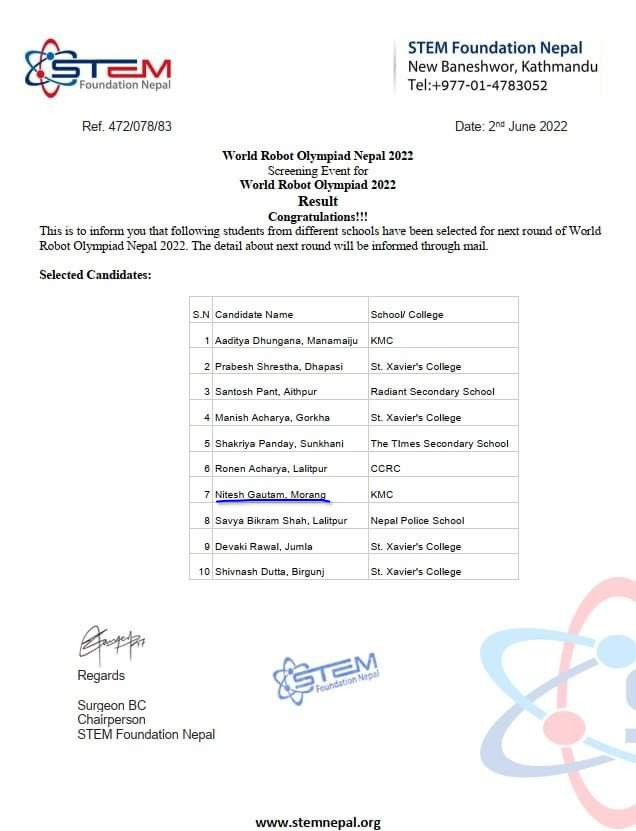 STEM
Foundation Nepal
STEM Foundation Nepal
New Baneshwor, Kathmandu
Tel:+977-01-4783052
Ref. 472/078/83
Date: 2nd June 2022
World Robot Olympiad Nepal 2022
Screening Event for
World Robot Olympiad 2022
Result
Congratulations!!!
This is to inform you that following students from different schools have been selected for next round of World
Robot Olympiad Nepal 2022. The detail about next round will be informed through mail.
Selected Candidates:
S.N Candidate Name School/ College
1 Aaditya Dhungana, Manamaiju KMC
2 Prabesh Shrestha, Dhapasi St. Xavier's College
3 Santosh Pant, Aithpur Radiant Secondary School
4 Manish Acharya, Gorkha St. Xavier's College
5 Shakriya Panday, Sunkhani The TImes Secondary School
6 Ronen Acharya, Lalitpur CCRC
7 Nitesh Gautam, Morang KMC
8 Savya Bikram Shah, Lalitpur Nepal Police School
9 Devaki Rawal, Jumla St. Xavier's College
10 Shivnash Dutta, Birgunj St. Xavier's College
Regards
STEM
Foundation Nepal
Surgeon BC
Chairperson
STEM Foundation Nepal
www.stemnepal.org